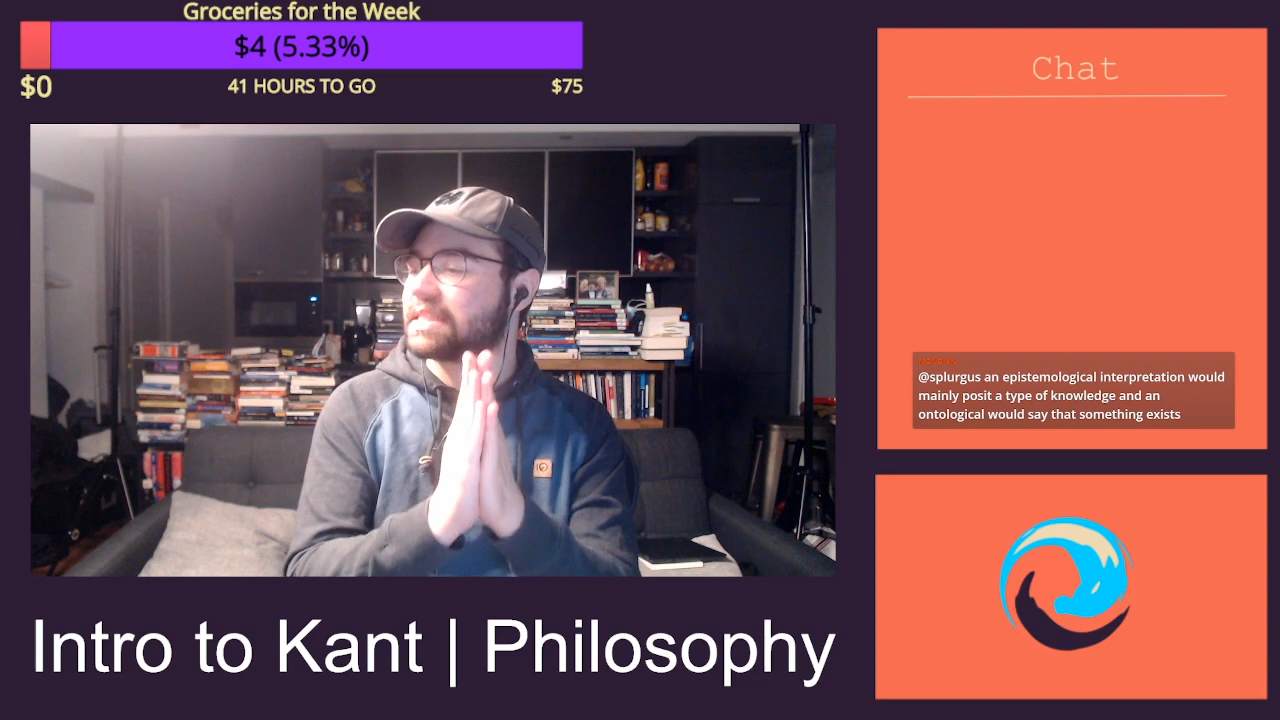 Groceries for the Week
$4 (5.33%)
$0
41 HOURS TO GO
$75
Chat
@splurgus an epistemological interpretation would
mainly posit a type of knowledge and an
ontological would say that something exists
Intro to Kant | Philosophy